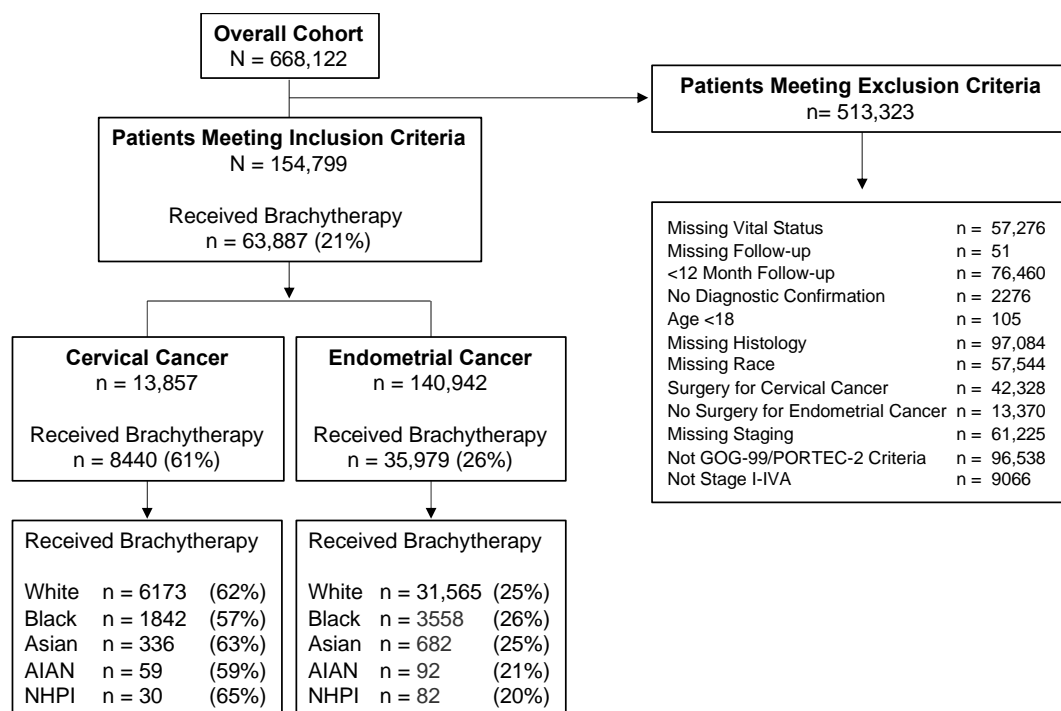 Overall Cohort
N = 668,122
Patients Meeting Exclusion Criteria
n= 513,323
Patients Meeting Inclusion Criteria
N = 154,799
Received Brachytherapy
n = 63,887 (21%)
Missing Vital Status n = 57,276
Missing Follow-up n = 51
<12 Month Follow-up n = 76,460
No Diagnostic Confirmation n = 2276
Age <18 n = 105
Missing Histology n = 97,084
Missing Race n = 57,544
Surgery for Cervical Cancer n = 42,328
No Surgery for Endometrial Cancer n = 13,370
Missing Staging n = 61,225
Not GOG-99/PORTEC-2 Criteria n = 96,538
Not Stage I-IVA n = 9066
Cervical Cancer
n = 13,857
Received Brachytherapy
n = 8440 (61%)
Endometrial Cancer
n = 140,942
Received Brachytherapy
n = 35,979 (26%)
Received Brachytherapy
White n = 6173 (62%)
Black n = 1842 (57%)
Asian n = 336 (63%)
AIAN n = 59 (59%)
NHPI n = 30 (65%)
Received Brachytherapy
White n = 31,565 (25%)
Black n = 3558 (26%)
Asian n = 682 (25%)
AIAN n = 92 (21%)
NHPI n = 82 (20%)